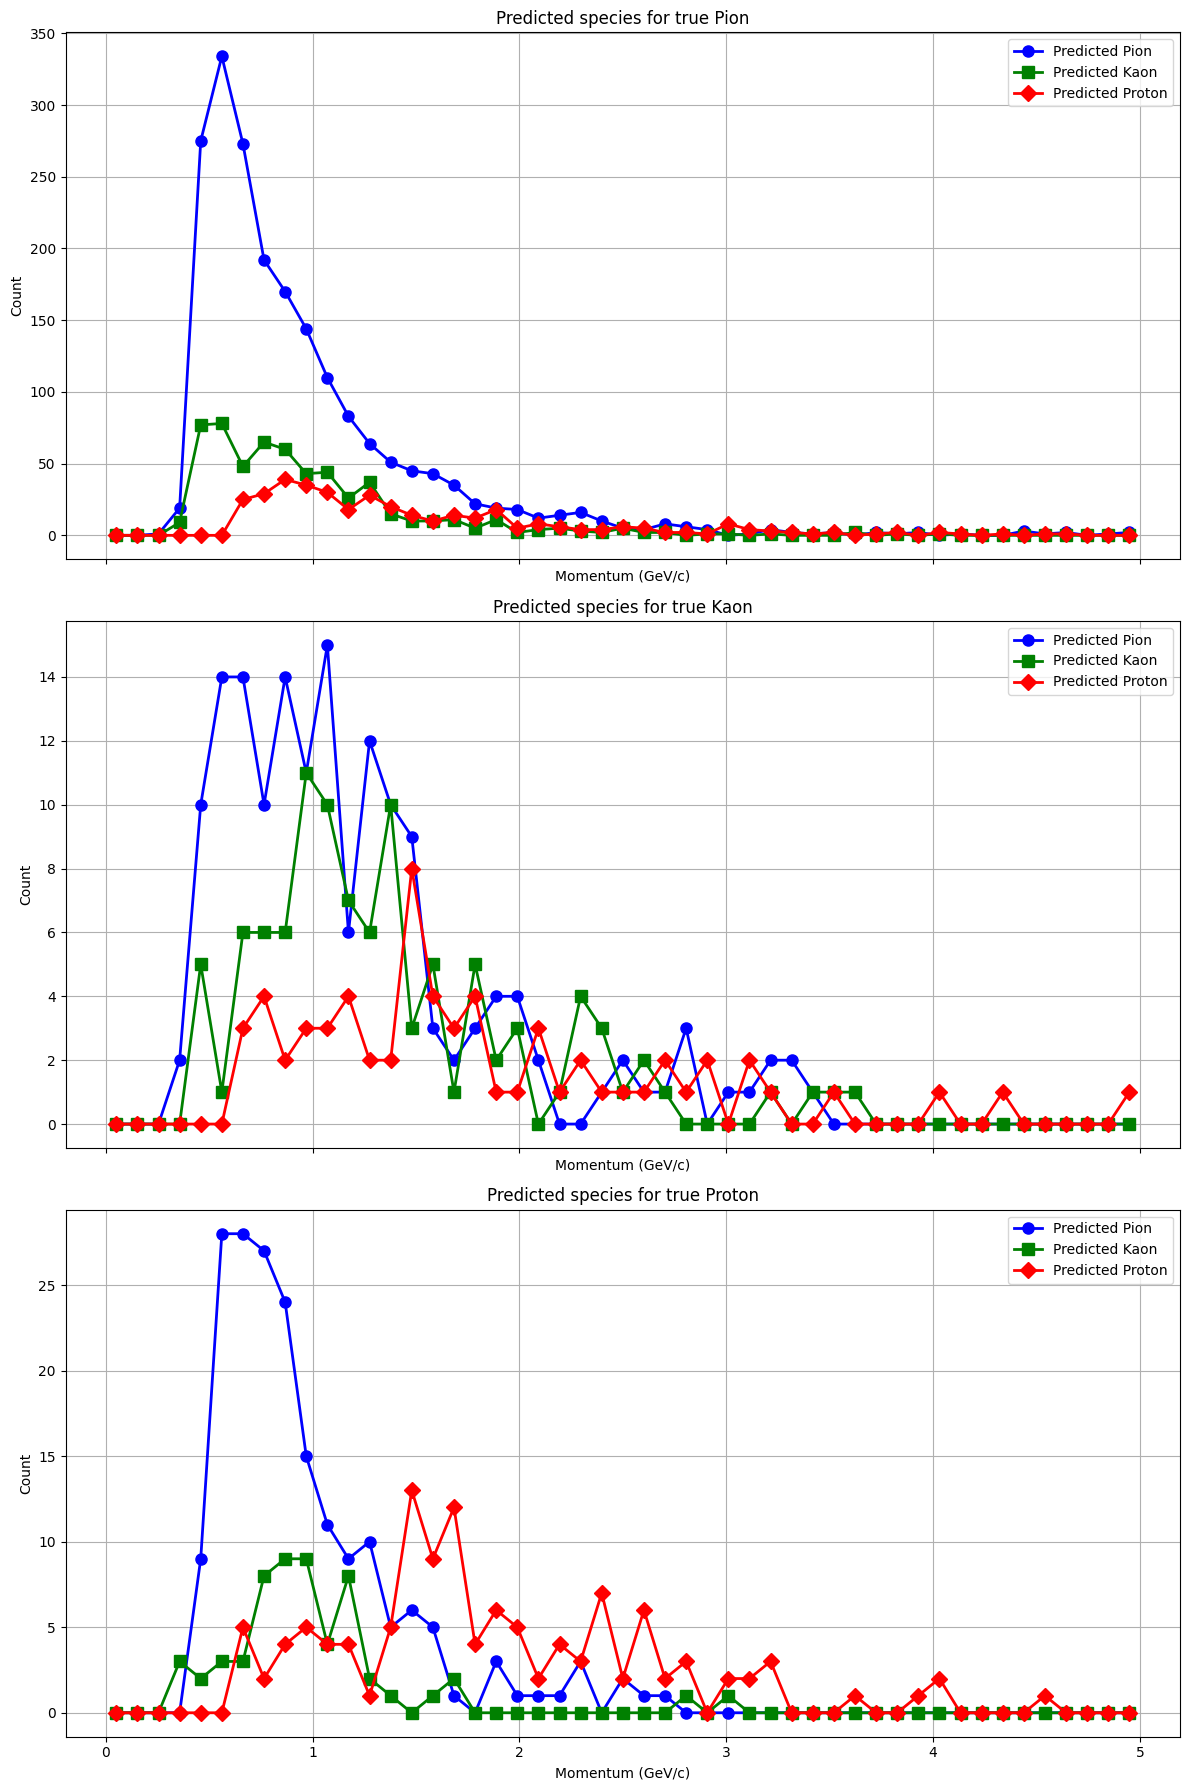 Predicted species for true Pion
350
300
250
200
150
100
50
0
Count
Predicted Pion
Predicted Kaon
Predicted Proton
Momentum (GeV/c)
Predicted species for true Kaon
14
12
10
8
6
4
2
0
Count
Predicted Pion
Predicted Kaon
Predicted Proton
Momentum (GeV/c)
Predicted species for true Proton
25
20
15
10
5
0
Count
Predicted Pion
Predicted Kaon
Predicted Proton
0 1 2 3 4 5
Momentum (GeV/c)